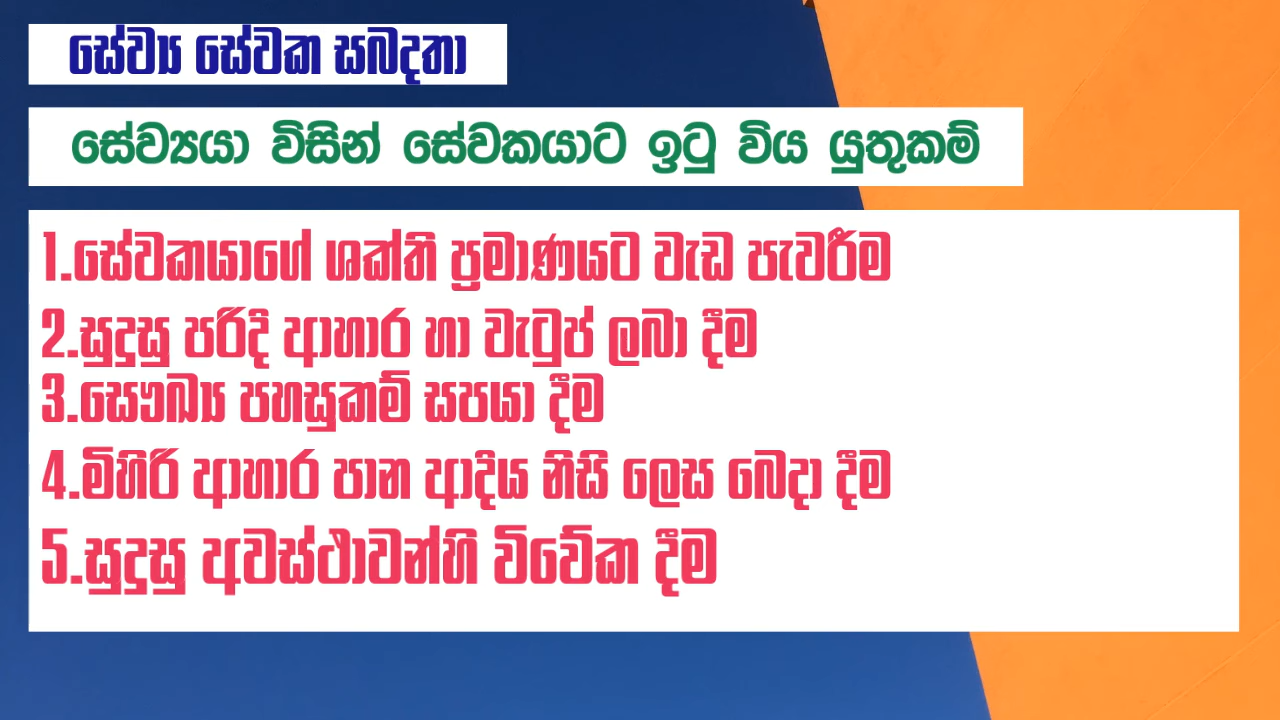 සේව්‍ය සේවක සබදතා
සේව්‍යයා විසින් සේවකයාට ඉටු විය යුතුකම්
1.සේවකයාගේ ශක්ති ප්‍රමාණයට වැඩ පැවරීම
2.සුදුසු පරිදි ආහාර හා වැටුප් ලබා දීම
3.සෞඛ්‍ය පහසුකම් සපයා දීම
4.මිහිරි ආහාර පාන ආදිය නිසි ලෙස බෙදා දීම
5.සුදුසු අවස්ථාවන්හි විවේක දීම